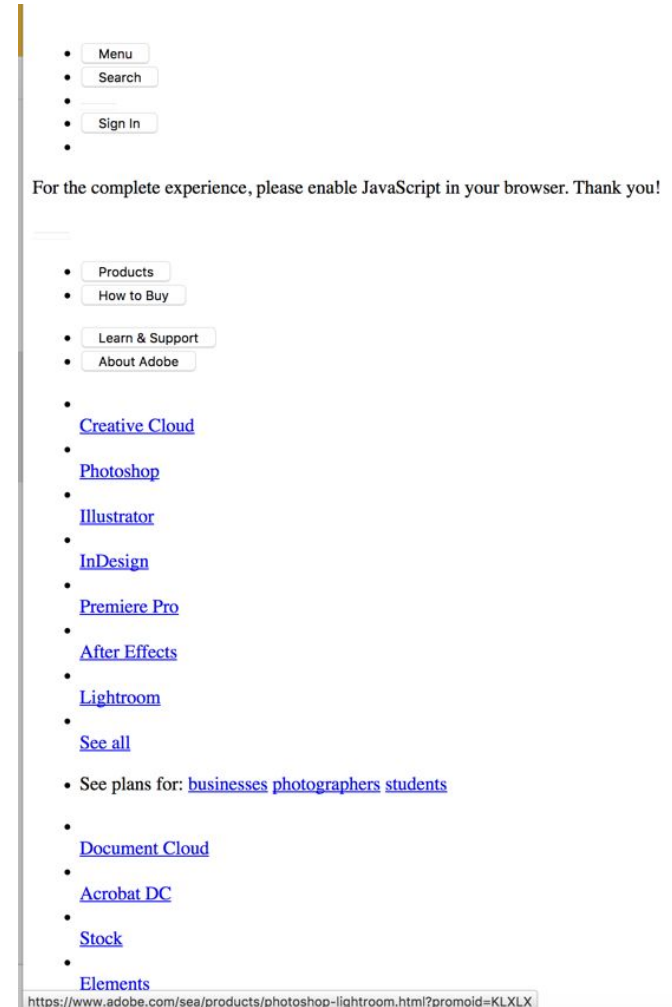 Menu
Search
Sign In
For the complete experience, please enable JavaScript in your browser. Thank you!
Products
How to Buy
Learn & Support
About Adobe
Creative Cloud
Photoshop
Illustrator
InDesign
Premiere Pro
After Effects
Lightroom
See all
See plans for: businesses photographers students
Document Cloud
Acrobat DC
Stock
Elements
https://www.adobe.com/sea/products/photoshop-lightroom.html?promoid=KLXLX